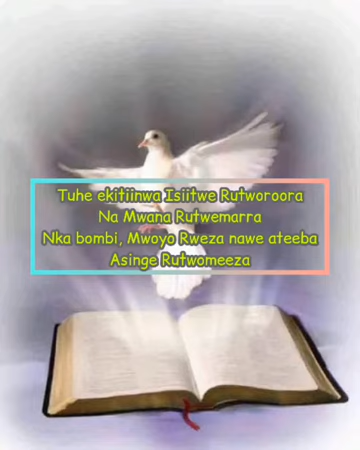 Tuhe ekitiinwa Isiitwe Rutworoora
Na Mwana Rutwemarra
Nka bombi, Mwoyo Rweza nawe ateeba
Asinge Rutwomeeza